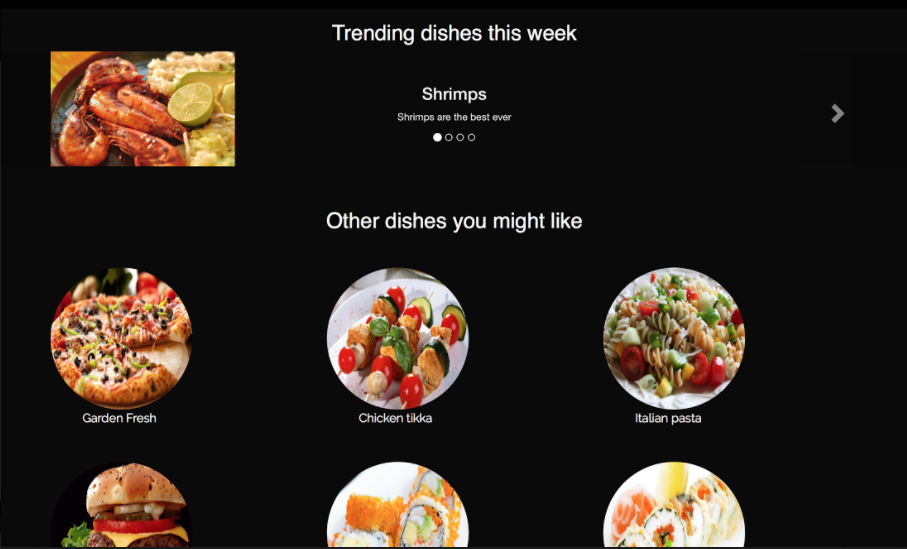 Trending dishes this week
Shrimps
Shrimps are the best ever
Other dishes you might like
Garden Fresh
Chicken tikka
Italian pasta